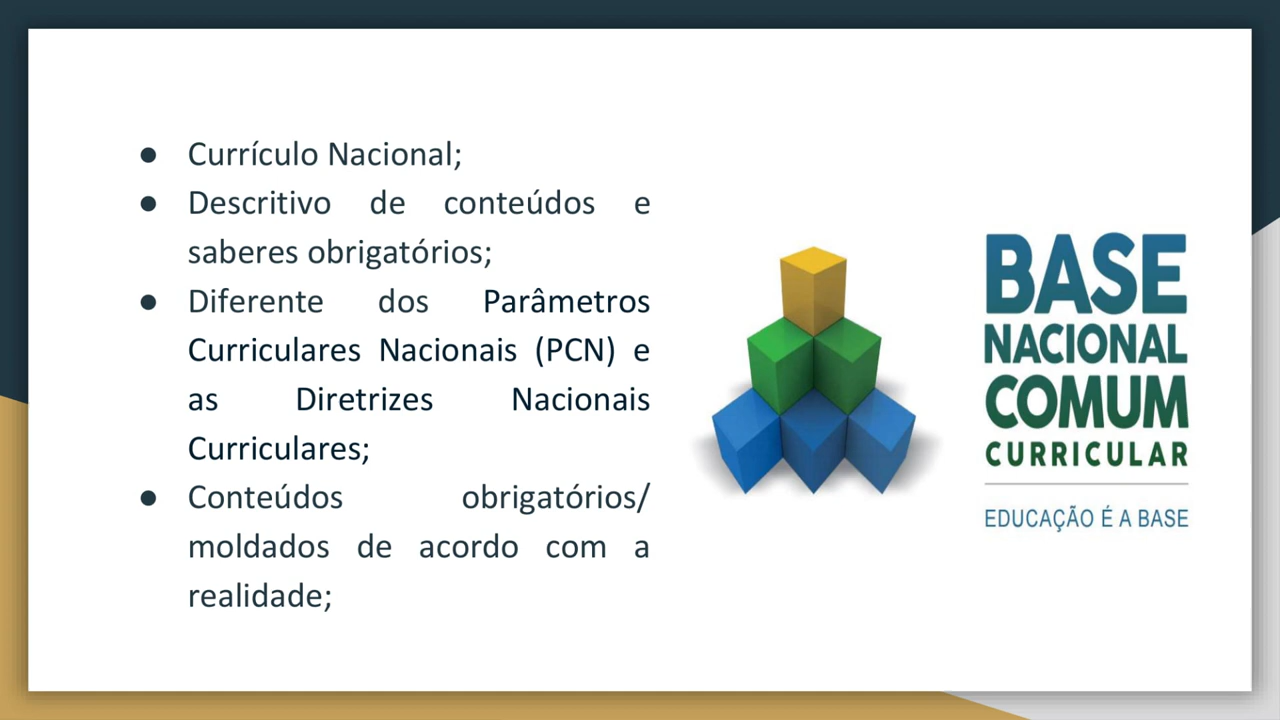 ● Currículo Nacional;
● Descritivo de conteúdos e
saberes obrigatórios;
● Diferente dos Parâmetros
Curriculares Nacionais (PCN) e
as Diretrizes Nacionais
Curriculares;
● Conteúdos obrigatórios/
moldados de acordo com a
realidade;
BASE
NACIONAL
COMUM
CURRICULAR
EDUCAÇÃO É A BASE